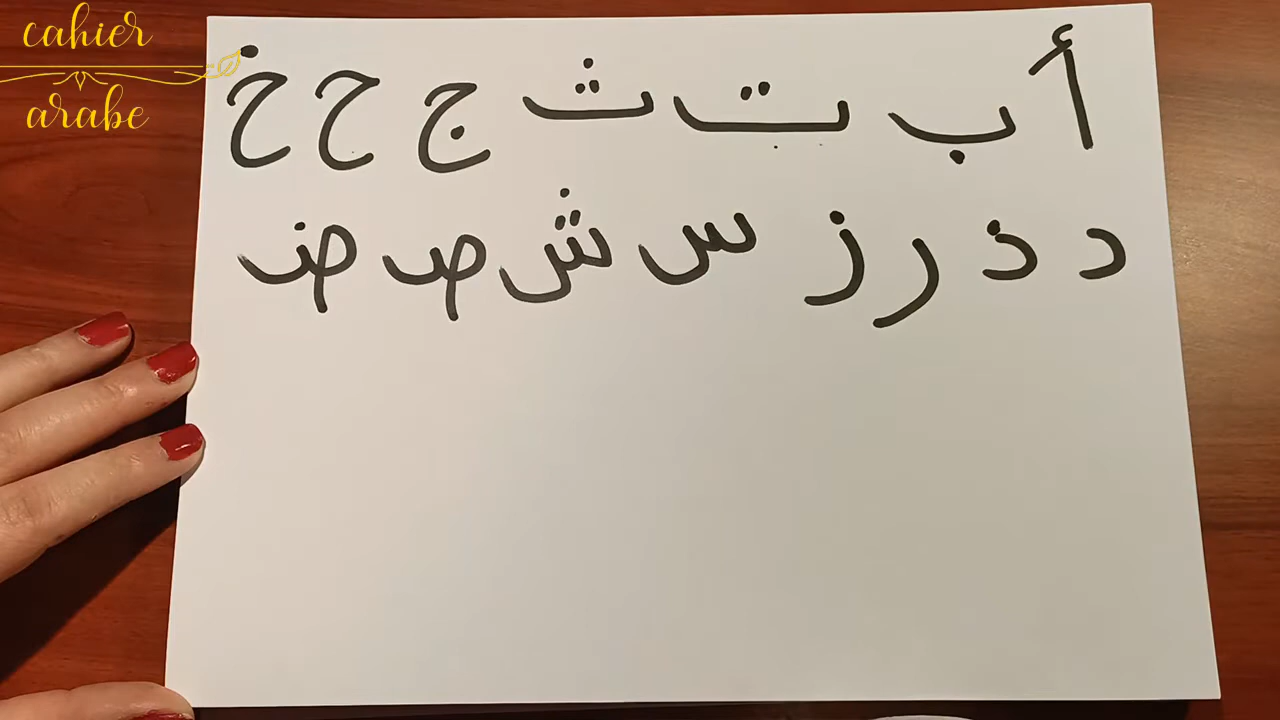 cahier
arabe
أ ب ت ث ج ح خ
د ذ ر ز س ش ص ض